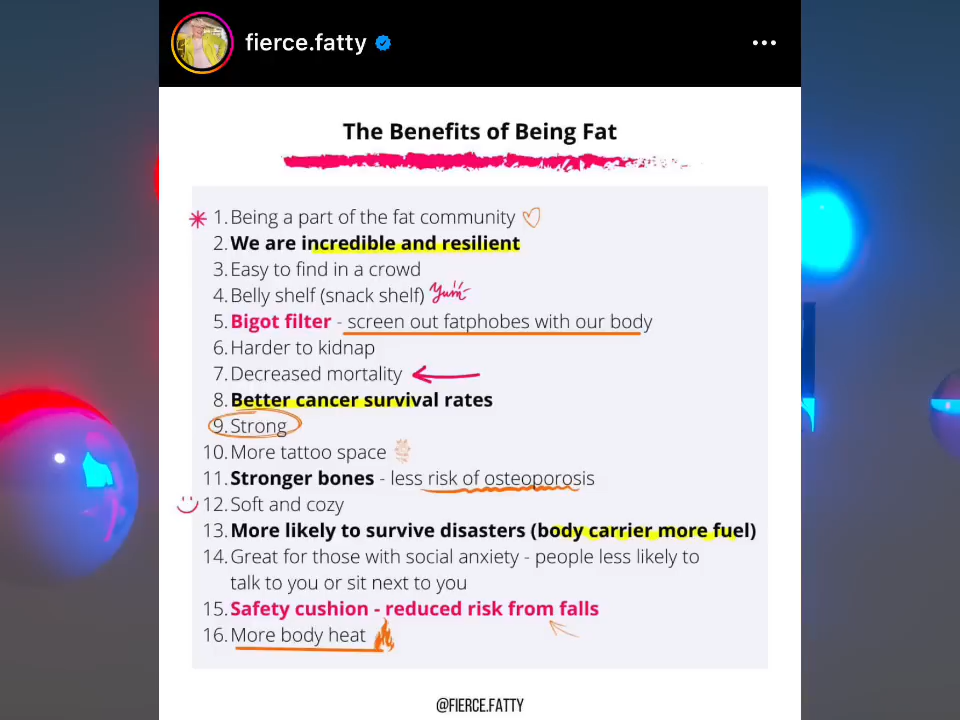 fierce.fatty
The Benefits of Being Fat
1. Being a part of the fat community
2. We are incredible and resilient
3. Easy to find in a crowd
4. Belly shelf (snack shelf) Yum
5. Bigot filter - screen out fatphobes with our body
6. Harder to kidnap
7. Decreased mortality
8. Better cancer survival rates
9. Strong
10. More tattoo space
11. Stronger bones - less risk of osteoporosis
12. Soft and cozy
13. More likely to survive disasters (body carrier more fuel)
14. Great for those with social anxiety - people less likely to
talk to you or sit next to you
15. Safety cushion - reduced risk from falls
16. More body heat
@FIERCE.FATTY